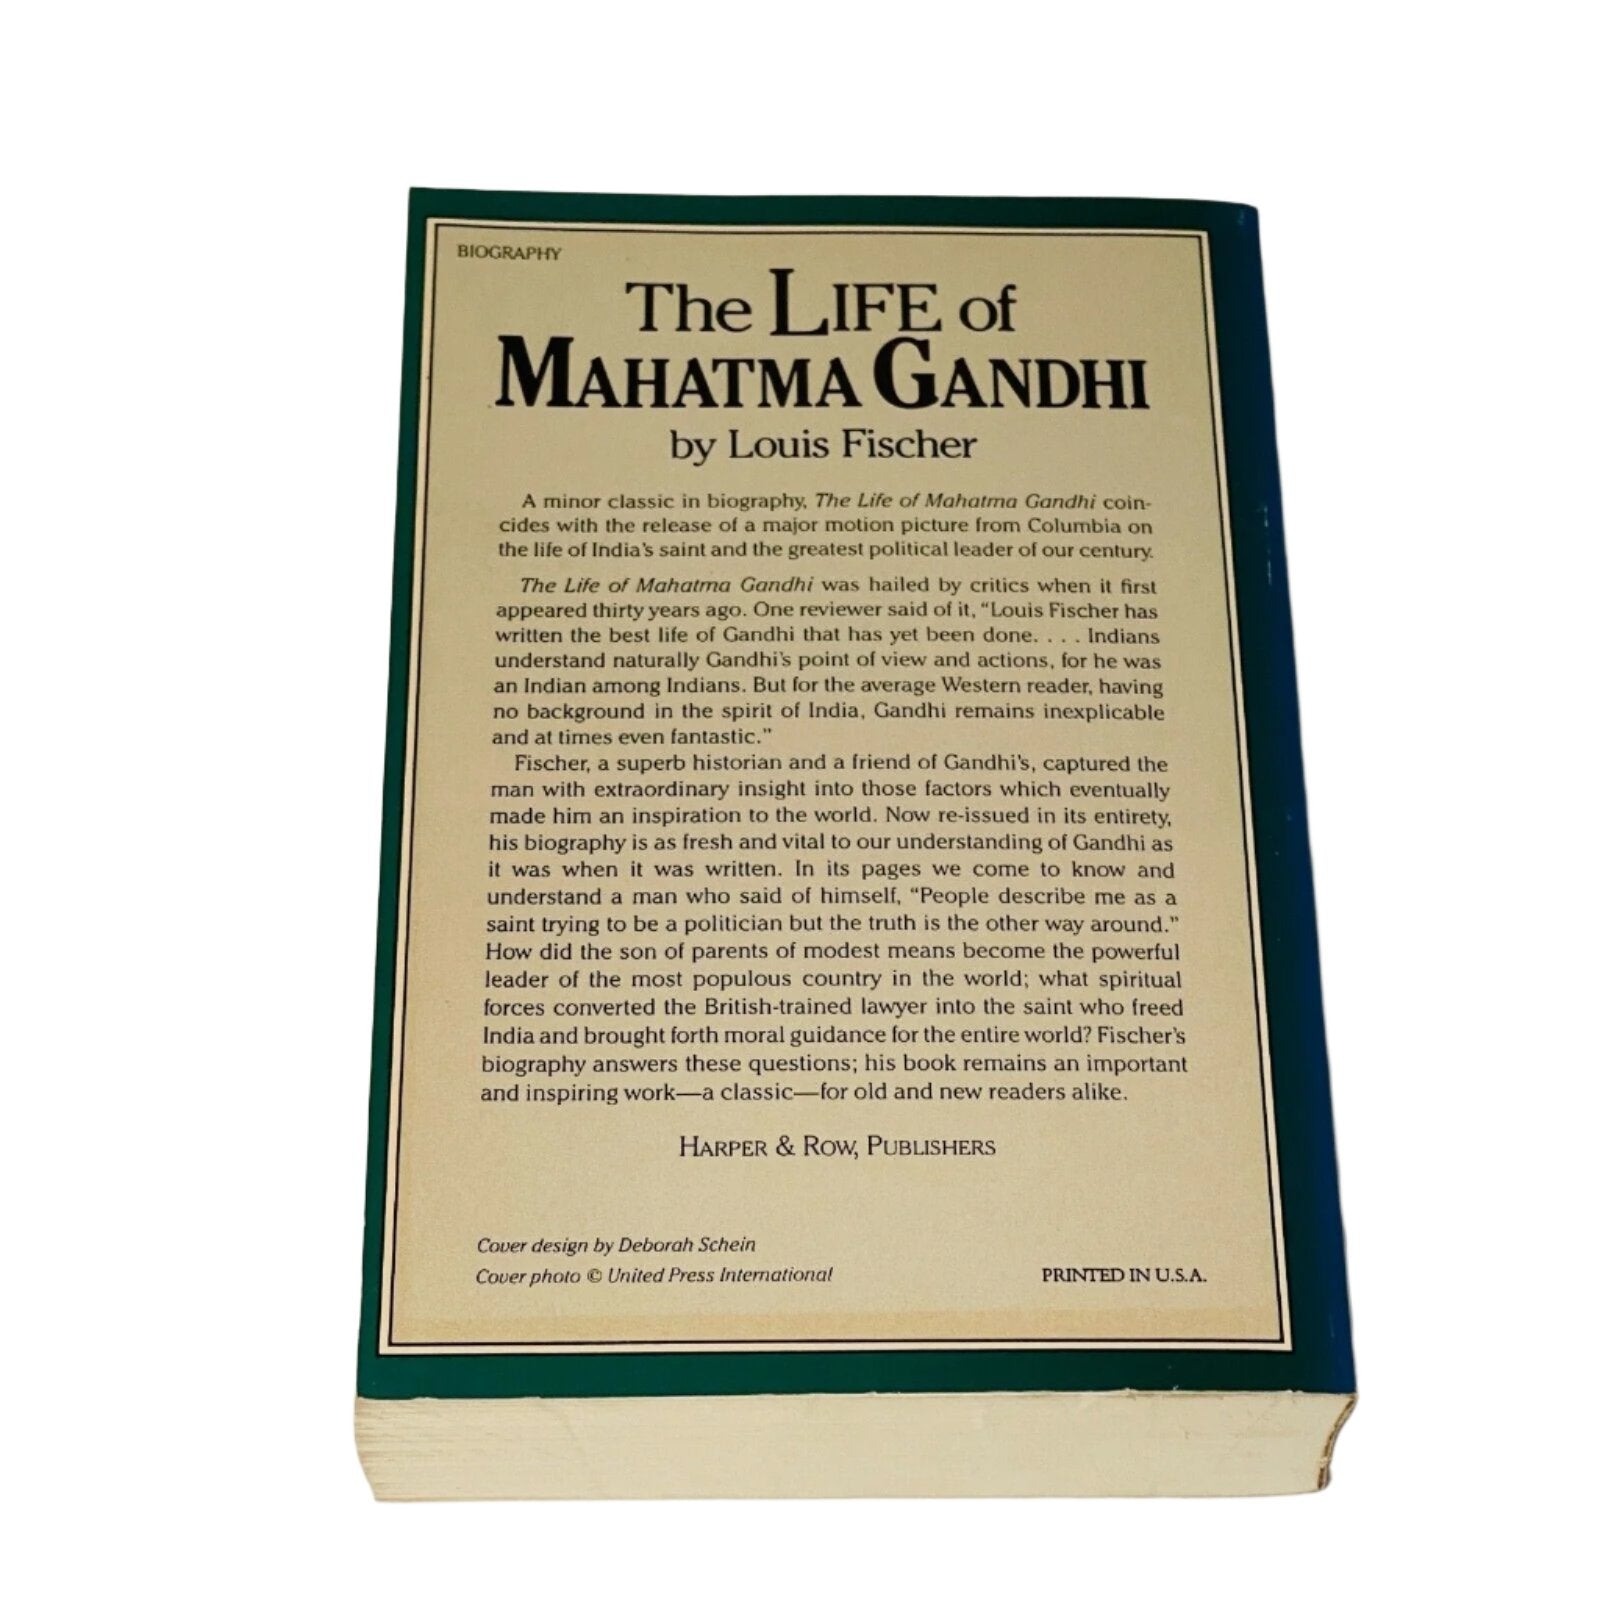 BIOGRAPHY
The LIFE of
MAHATMA GANDHI
by Louis Fischer
A minor classic in biography, The Life of Mahatma Gandhi coin-
cides with the release of a major motion picture from Columbia on
the life of India's saint and the greatest political leader of our century.
The Life of Mahatma Gandhi was hailed by critics when it first
appeared thirty years ago. One reviewer said of it, “Louis Fischer has
written the best life of Gandhi that has yet been done. . . . Indians
understand naturally Gandhi's point of view and actions, for he was
an Indian among Indians. But for the average Western reader, having
no background in the spirit of India, Gandhi remains inexplicable
and at times even fantastic.”
Fischer, a superb historian and a friend of Gandhi's, captured the
man with extraordinary insight into those factors which eventually
made him an inspiration to the world. Now re-issued in its entirety,
his biography is as fresh and vital to our understanding of Gandhi as
it was when it was written. In its pages we come to know and
understand a man who said of himself, “People describe me as a
saint trying to be a politician but the truth is the other way around.”
How did the son of parents of modest means become the powerful
leader of the most populous country in the world; what spiritual
forces converted the British-trained lawyer into the saint who freed
India and brought forth moral guidance for the entire world? Fischer's
biography answers these questions; his book remains an important
and inspiring work—a classic—for old and new readers alike.
HARPER & ROW, PUBLISHERS
Cover design by Deborah Schein
Cover photo © United Press International
PRINTED IN U.S.A.